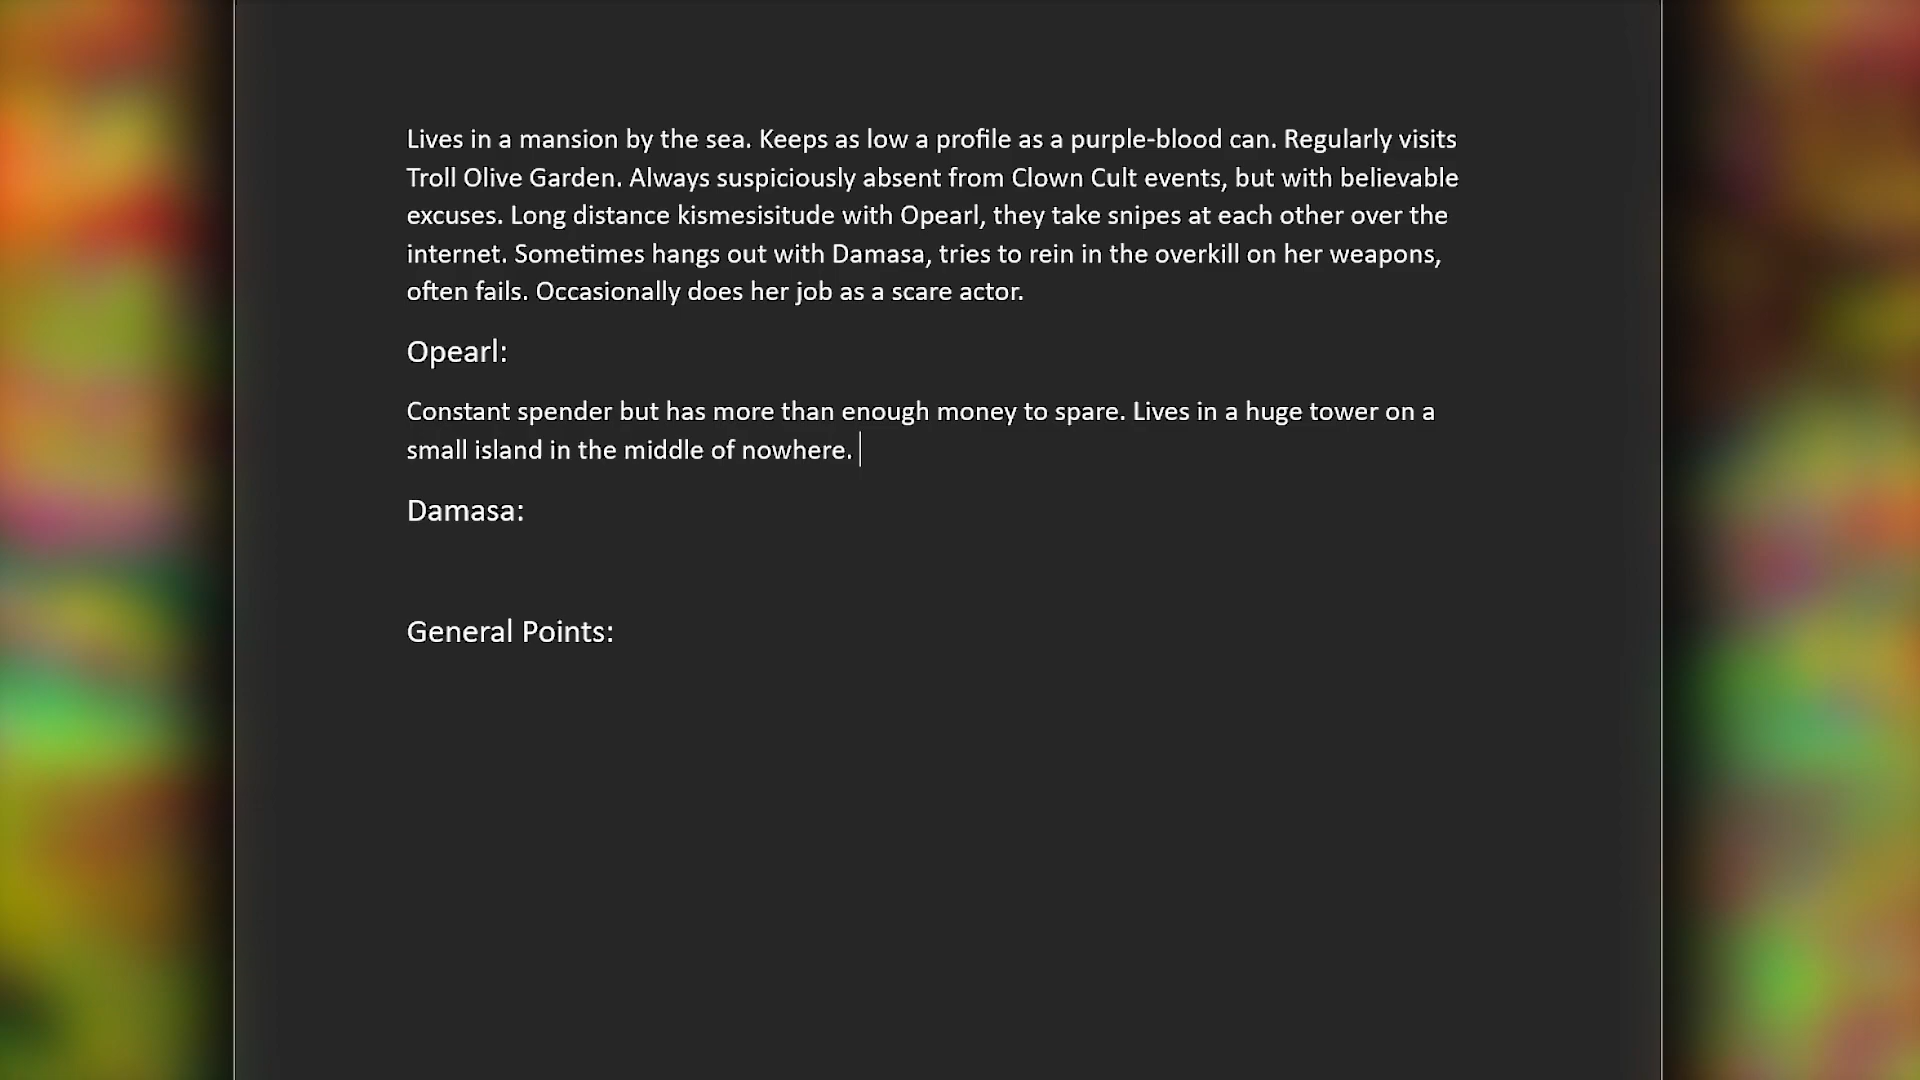 Lives in a mansion by the sea. Keeps as low a profile as a purple-blood can. Regularly visits
Troll Olive Garden. Always suspiciously absent from Clown Cult events, but with believable
excuses. Long distance kismesisitude with Opearl, they take snipes at each other over the
internet. Sometimes hangs out with Damasa, tries to rein in the overkill on her weapons,
often fails. Occasionally does her job as a scare actor.
Opearl:
Constant spender but has more than enough money to spare. Lives in a huge tower on a
small island in the middle of nowhere.
Damasa:
General Points: